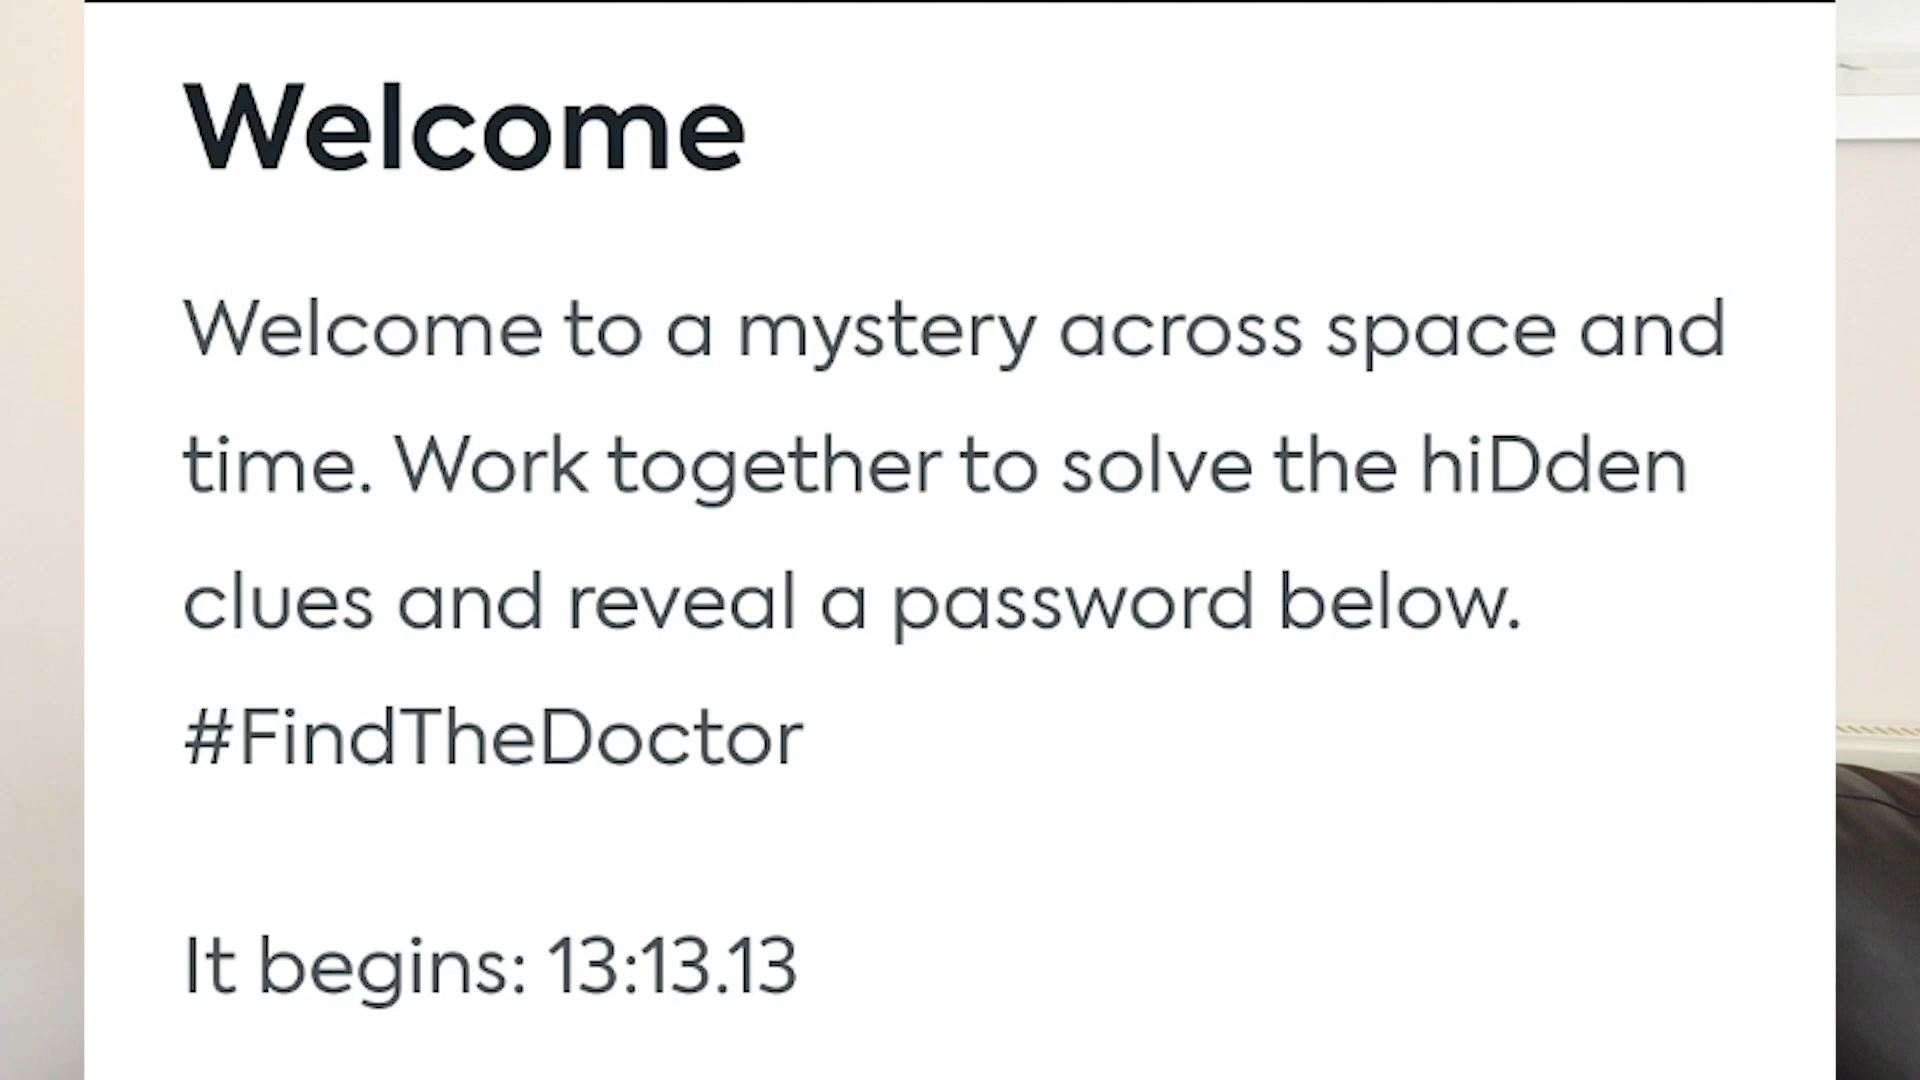 Welcome
Welcome to a mystery across space and
time. Work together to solve the hiDden
clues and reveal a password below.
#FindTheDoctor
It begins: 13:13.13